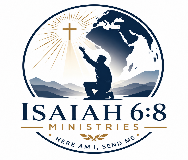 ISAIAH 6:8
MINISTRIES
HERE AM I, SEND ME